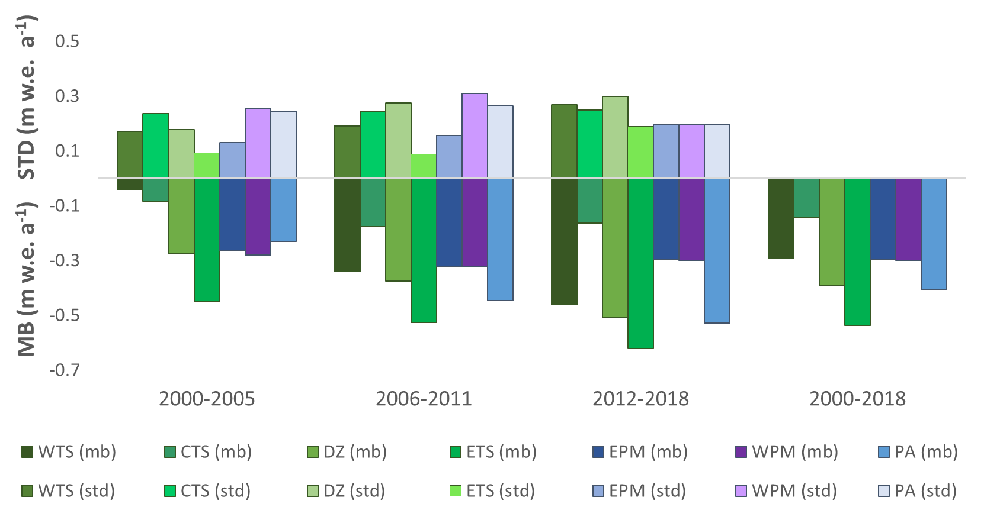 STD (m w.e. a-1)
MB (m w.e. a-1)
0.5
0.3
0.1
-0.1
-0.3
-0.5
-0.7
2000-2005 2006-2011 2012-2018 2000-2018
WTS (mb) CTS (mb) DZ (mb) ETS (mb) EPM (mb) WPM (mb) PA (mb)
WTS (std) CTS (std) DZ (std) ETS (std) EPM (std) WPM (std) PA (std)